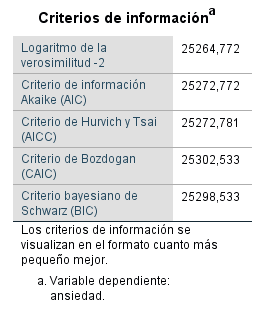 Criterios de información a
Logaritmo de la verosimilitud -2 25264,772
Criterio de información Akaike (AIC) 25272,772
Criterio de Hurvich y Tsai (AICC) 25272,781
Criterio de Bozdogan (CAIC) 25302,533
Criterio bayesiano de Schwarz (BIC) 25298,533
Los criterios de información se
visualizan en el formato cuanto más
pequeño mejor.
a. Variable dependiente:
ansiedad.